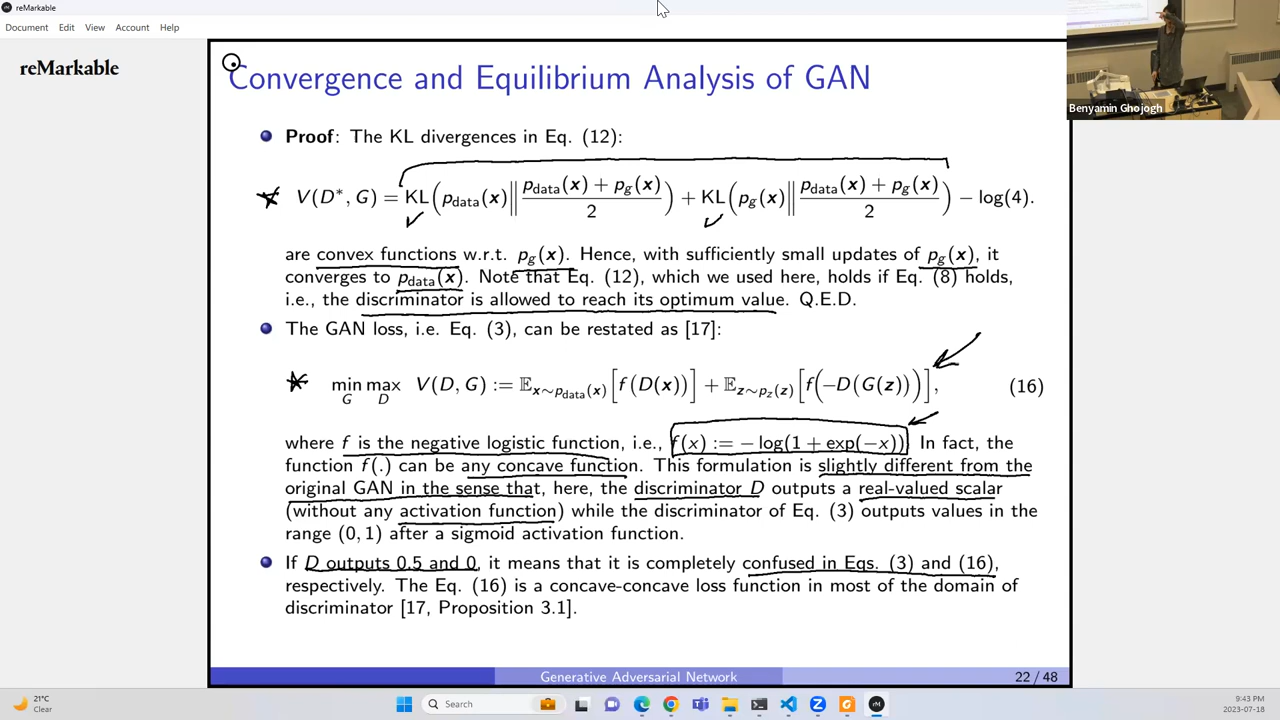 reMarkable
Document Edit View Account Help
reMarkable
Benyamin Ghojogh
Convergence and Equilibrium Analysis of GAN
Proof: The KL divergences in Eq. (12):
V(D*, G) = KL(p_data(x)‖(p_data(x) + p_g(x))/2) + KL(p_g(x)‖(p_data(x) + p_g(x))/2) − log(4).
are convex functions w.r.t. p_g(x). Hence, with sufficiently small updates of p_g(x), it
converges to p_data(x). Note that Eq. (12), which we used here, holds if Eq. (8) holds,
i.e., the discriminator is allowed to reach its optimum value. Q.E.D.
The GAN loss, i.e. Eq. (3), can be restated as [17]:
min_G max_D V(D, G) := 𝔼_x∼p_data(x)[f(D(x))] + 𝔼_z∼p_z(z)[f(−D(G(z)))], (16)
where f is the negative logistic function, i.e., f(x) := − log(1 + exp(−x)). In fact, the
function f(.) can be any concave function. This formulation is slightly different from the
original GAN in the sense that, here, the discriminator D outputs a real-valued scalar
(without any activation function) while the discriminator of Eq. (3) outputs values in the
range (0, 1) after a sigmoid activation function.
If D outputs 0.5 and 0, it means that it is completely confused in Eqs. (3) and (16),
respectively. The Eq. (16) is a concave-concave loss function in most of the domain of
discriminator [17, Proposition 3.1].
Generative Adversarial Network 22 / 48
21°C
Clear
Search
rM
9:43 PM
2023-07-18